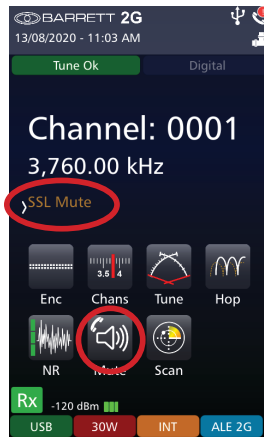 BARRETT 2G
13/08/2020 - 11:03 AM
Tune Ok Digital
Channel: 0001
3,760.00 kHz
SSL Mute
3.5 4
Enc Chans Tune Hop
NR Mute Scan
Rx -120 dBm
USB 30W INT ALE 2G